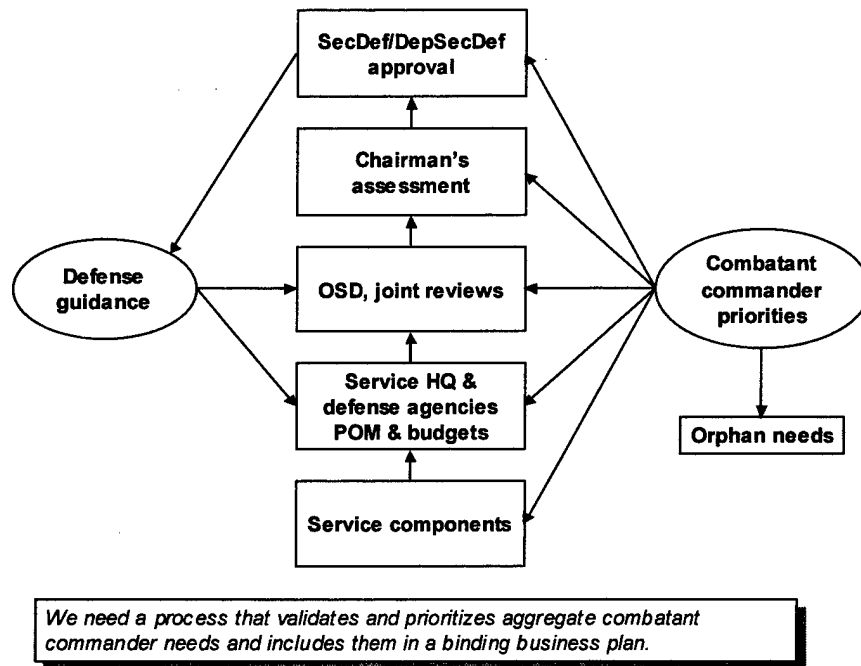 SecDef/DepSecDef
approval
Chairman's
assessment
Defense
guidance
OSD, joint reviews
Combatant
commander
priorities
Service HQ &
defense agencies
POM & budgets
Orphan needs
Service components
We need a process that validates and prioritizes aggregate combatant
commander needs and includes them in a binding business plan.